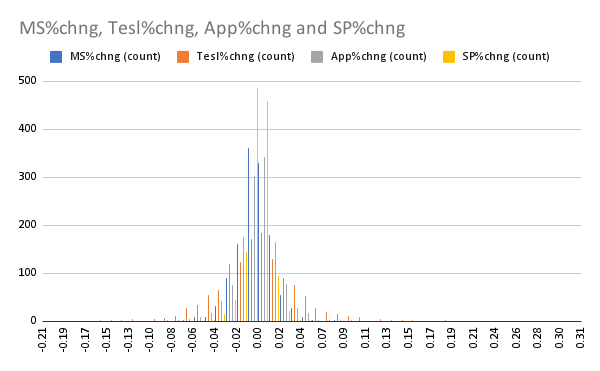 MS%chng, Tesl%chng, App%chng and SP%chng
MS%chng (count) Tesl%chng (count) App%chng (count) SP%chng (count)
500
400
300
200
100
0
-0.21 -0.19 -0.17 -0.15 -0.13 -0.10 -0.08 -0.06 -0.04 -0.02 0.00 0.02 0.04 0.06 0.09 0.11 0.13 0.15 0.17 0.19 0.21 0.24 0.26 0.28 0.30 0.31